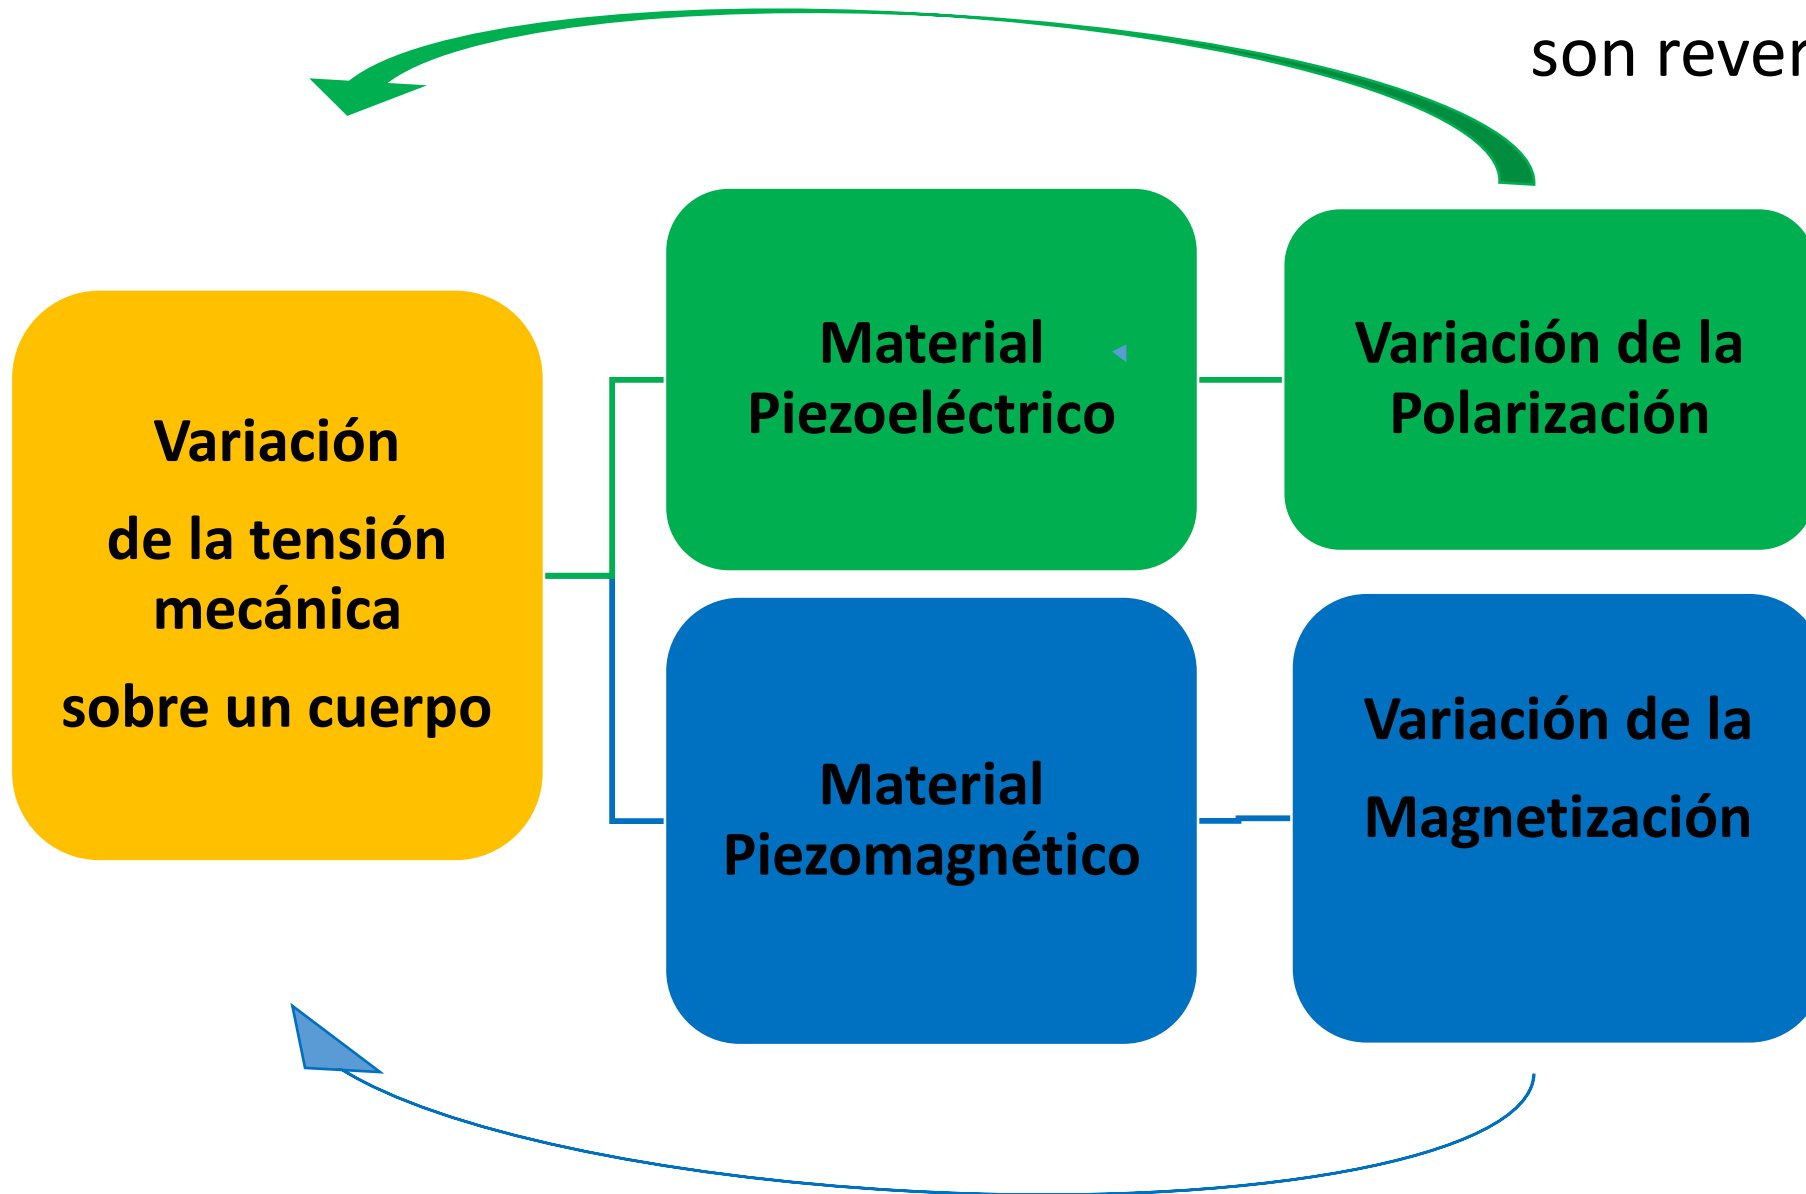 son rever
Variación
de la tensión
mecánica
sobre un cuerpo
Material
Piezoeléctrico
Variación de la
Polarización
Material
Piezomagnético
Variación de la
Magnetización